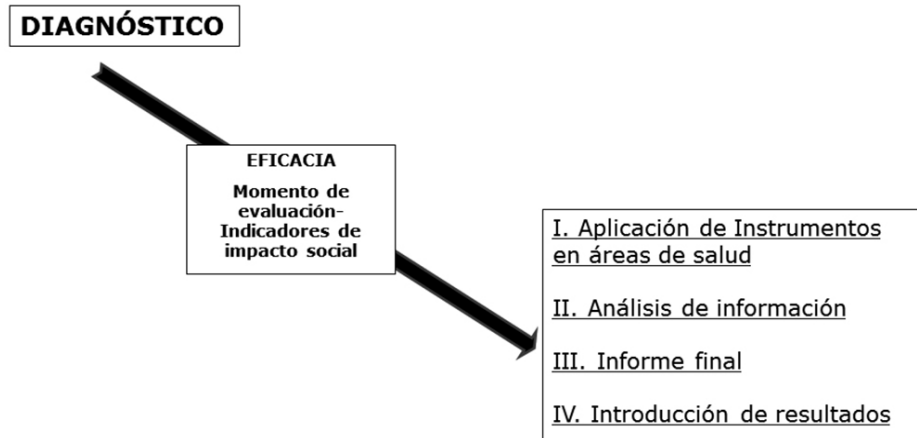 DIAGNÓSTICO
EFICACIA
Momento de
evaluación-
Indicadores de
impacto social
I. Aplicación de Instrumentos
en áreas de salud
II. Análisis de información
III. Informe final
IV. Introducción de resultados